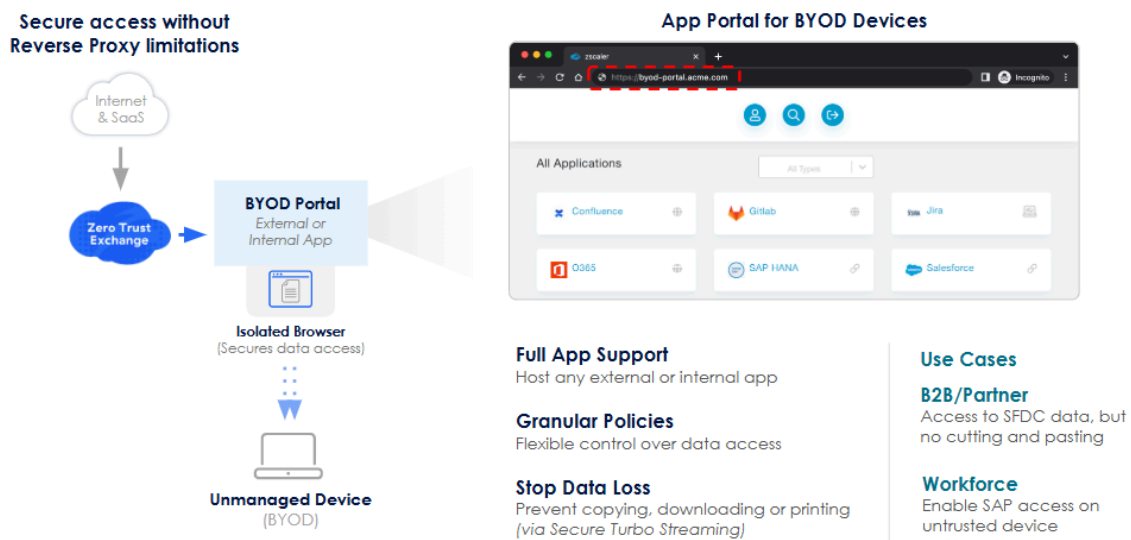 Secure access without
Reverse Proxy limitations
Internet
& SaaS
Zero Trust
Exchange
BYOD Portal
External or
Internal App
Isolated Browser
(Secures data access)
Unmanaged Device
(BYOD)
App Portal for BYOD Devices
zscaler
https://byod-portal.acme.com
Incognito
All Applications
All Types
Confluence
Gitlab
Jira
O365
SAP HANA
Salesforce
Full App Support
Host any external or internal app
Granular Policies
Flexible control over data access
Stop Data Loss
Prevent copying, downloading or printing
(via Secure Turbo Streaming)
Use Cases
B2B/Partner
Access to SFDC data, but
no cutting and pasting
Workforce
Enable SAP access on
untrusted device